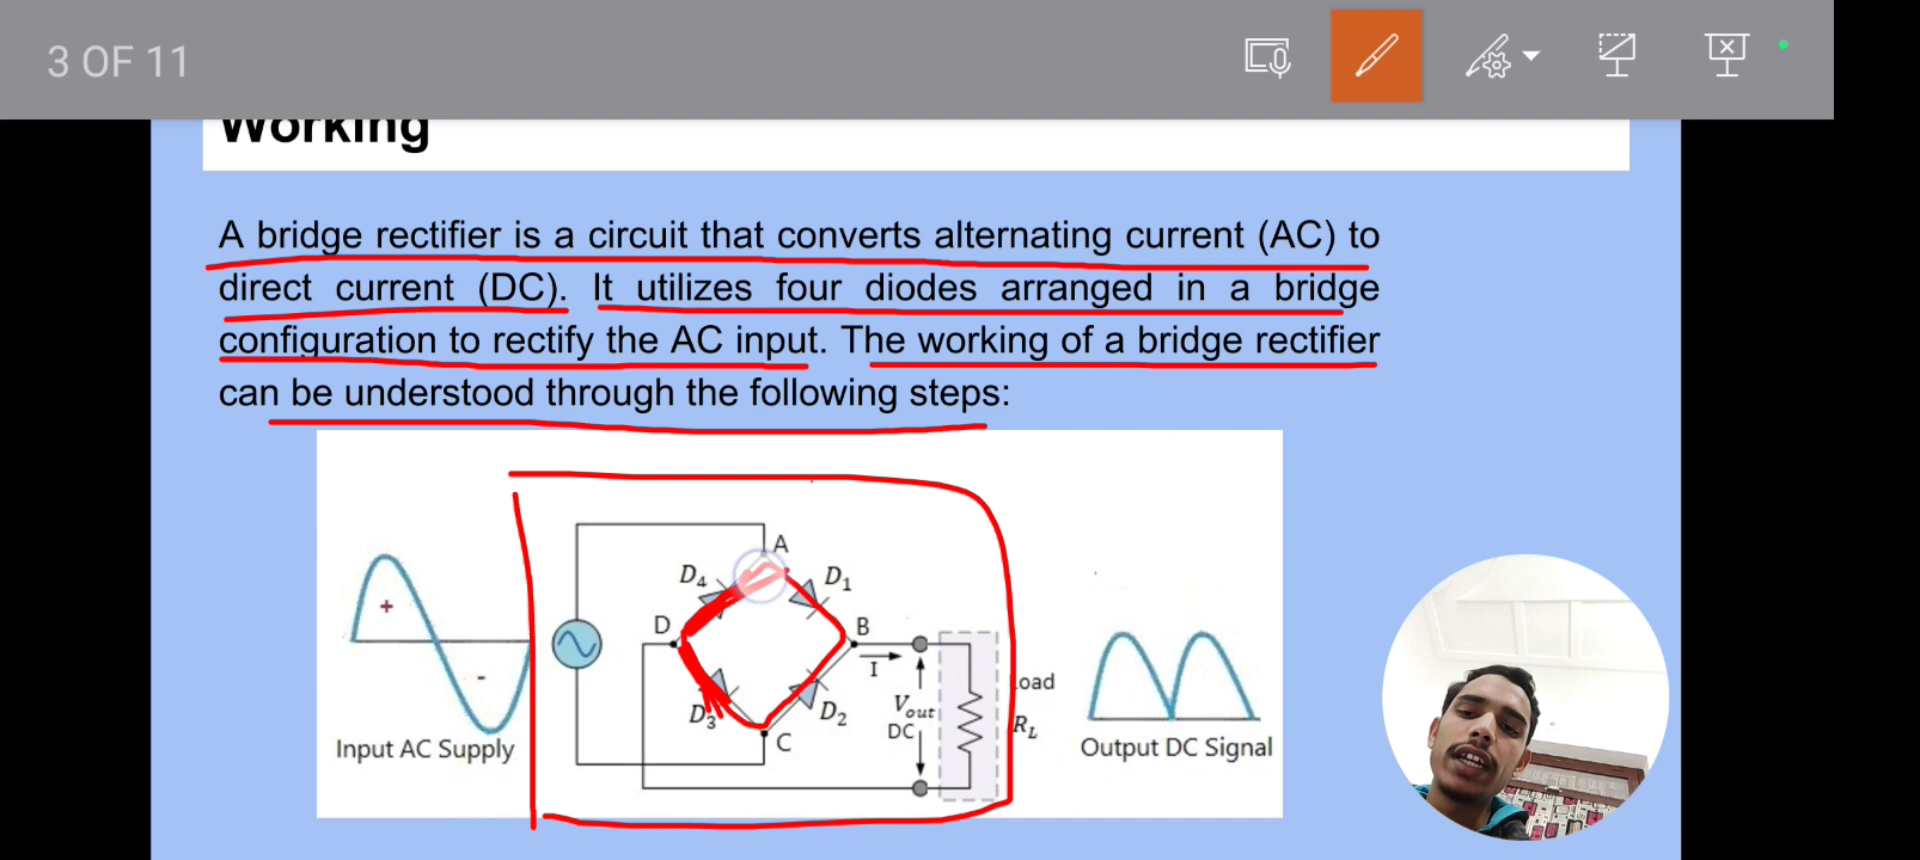 3 OF 11
Working
A bridge rectifier is a circuit that converts alternating current (AC) to
direct current (DC). It utilizes four diodes arranged in a bridge
configuration to rectify the AC input. The working of a bridge rectifier
can be understood through the following steps:
A
D4
D1
+
D
B
I
-
oad
D3
D2
Vout
RL
DC
C
Input AC Supply
Output DC Signal